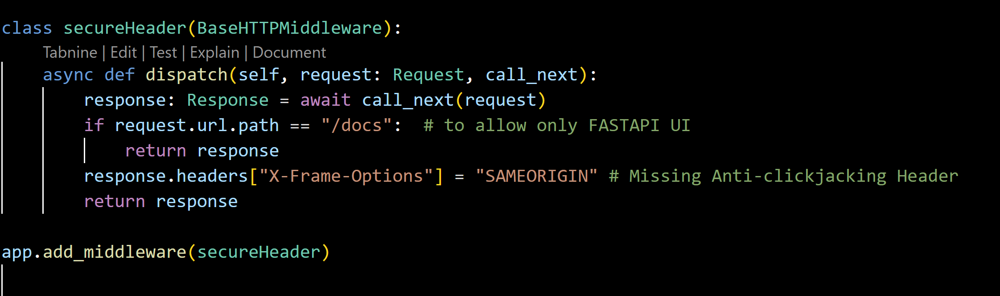 class secureHeader(BaseHTTPMiddleware):
Tabnine | Edit | Test | Explain | Document
async def dispatch(self, request: Request, call_next):
response: Response = await call_next(request)
if request.url.path == "/docs":  # to allow only FASTAPI UI
return response
response.headers["X-Frame-Options"] = "SAMEORIGIN" # Missing Anti-clickjacking Header
return response
app.add_middleware(secureHeader)